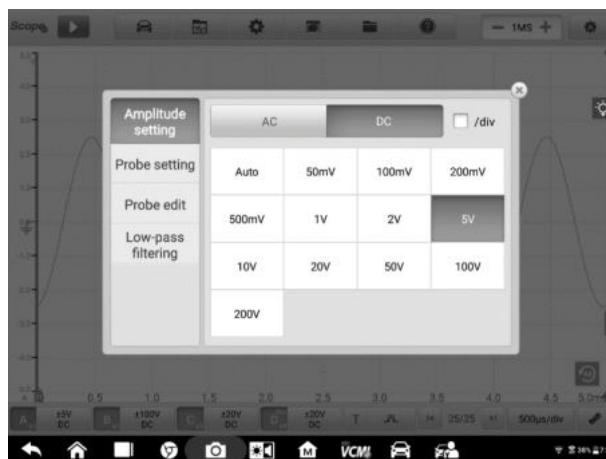 Scope
1MS
Amplitude
setting
AC
DC
/div
Probe setting
Auto
50mV
100mV
200mV
Probe edit
500mV
1V
2V
5V
Low-pass
filtering
10V
20V
50V
100V
200V
0.5
1.0
1.5
2.0
2.5
3.0
3.5
4.0
4.5
5.0
A
±5V
DC
B
±100V
DC
C
±20V
DC
D
±20V
DC
T
25/25
500µs/div
M
VCMI